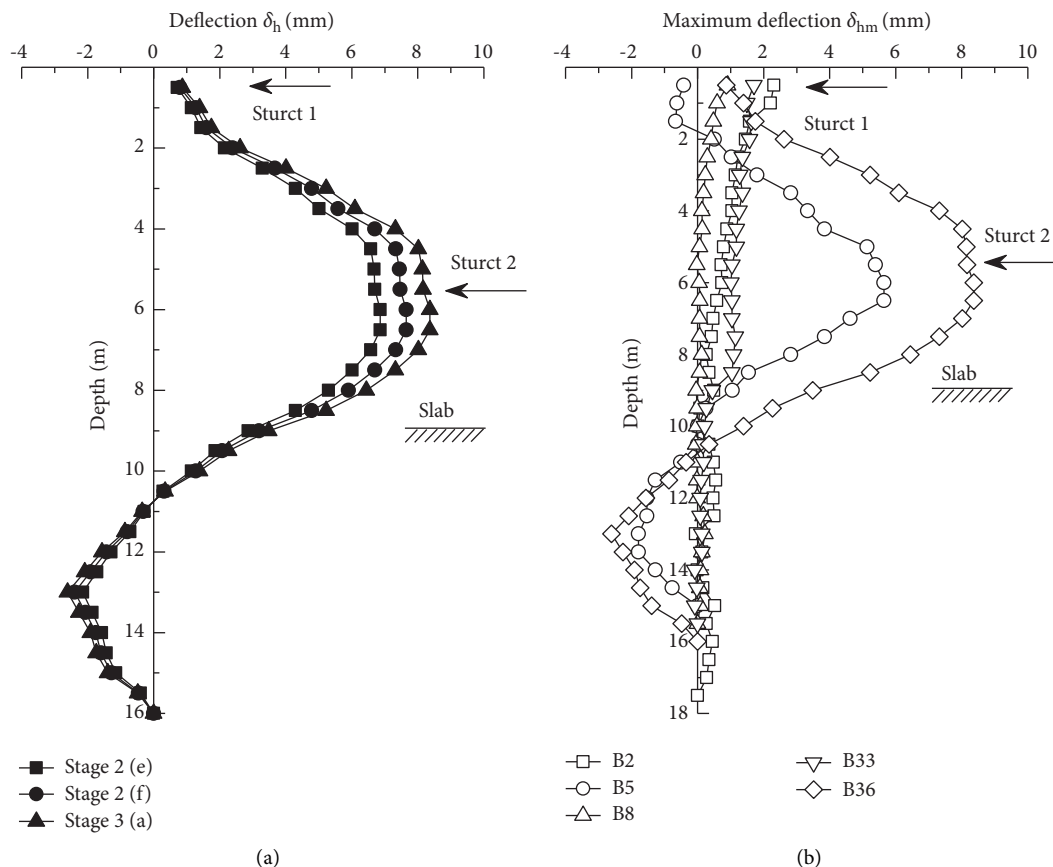 Deflection δh (mm)
-4 -2 0 2 4 6 8 10
Sturct 1
2
4
Sturct 2
6
Depth (m)
8
Slab
10
12
14
16
Stage 2 (e)
Stage 2 (f)
Stage 3 (a)
(a)
Maximum deflection δhm (mm)
-4 -2 0 2 4 6 8 10
Sturct 1
2
4
Sturct 2
6
Depth (m)
8
Slab
10
12
14
16
18
B2
B5
B8
B33
B36
(b)